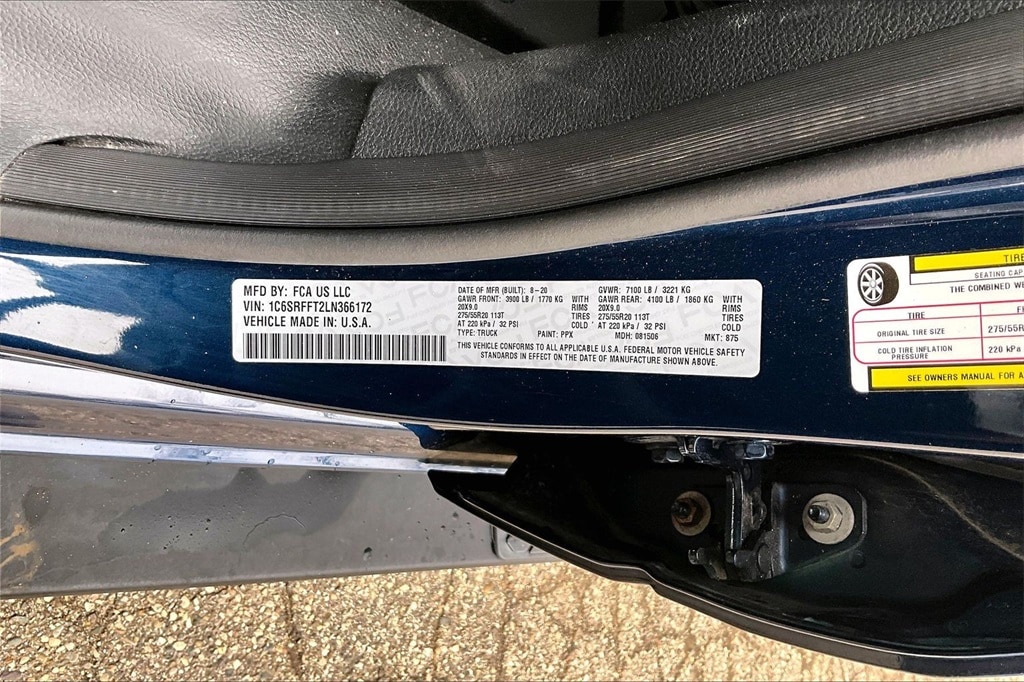 MFD BY: FCA US LLC
VIN: 1C6SRFFT2LN366172
VEHICLE MADE IN: U.S.A.
DATE OF MFR (BUILT): 8-20
GVWR: 7100 LB / 3221 KG
GAWR FRONT: 3900 LB / 1770 KG WITH
20X9.0 RIMS
275/55R20 113T TIRES
AT 220 kPa / 32 PSI COLD
GAWR REAR: 4100 LB / 1860 KG WITH
20X9.0 RIMS
275/55R20 113T TIRES
AT 220 kPa / 32 PSI COLD
TYPE: TRUCK PAINT: PPX MDH: 081506 MKT: 875
THIS VEHICLE CONFORMS TO ALL APPLICABLE U.S.A. FEDERAL MOTOR VEHICLE SAFETY
STANDARDS IN EFFECT ON THE DATE OF MANUFACTURE SHOWN ABOVE.
TIRE
SEATING CAP
THE COMBINED WE
TIRE F
ORIGINAL TIRE SIZE 275/55R
COLD TIRE INFLATION
PRESSURE 220 kPa
SEE OWNERS MANUAL FOR A